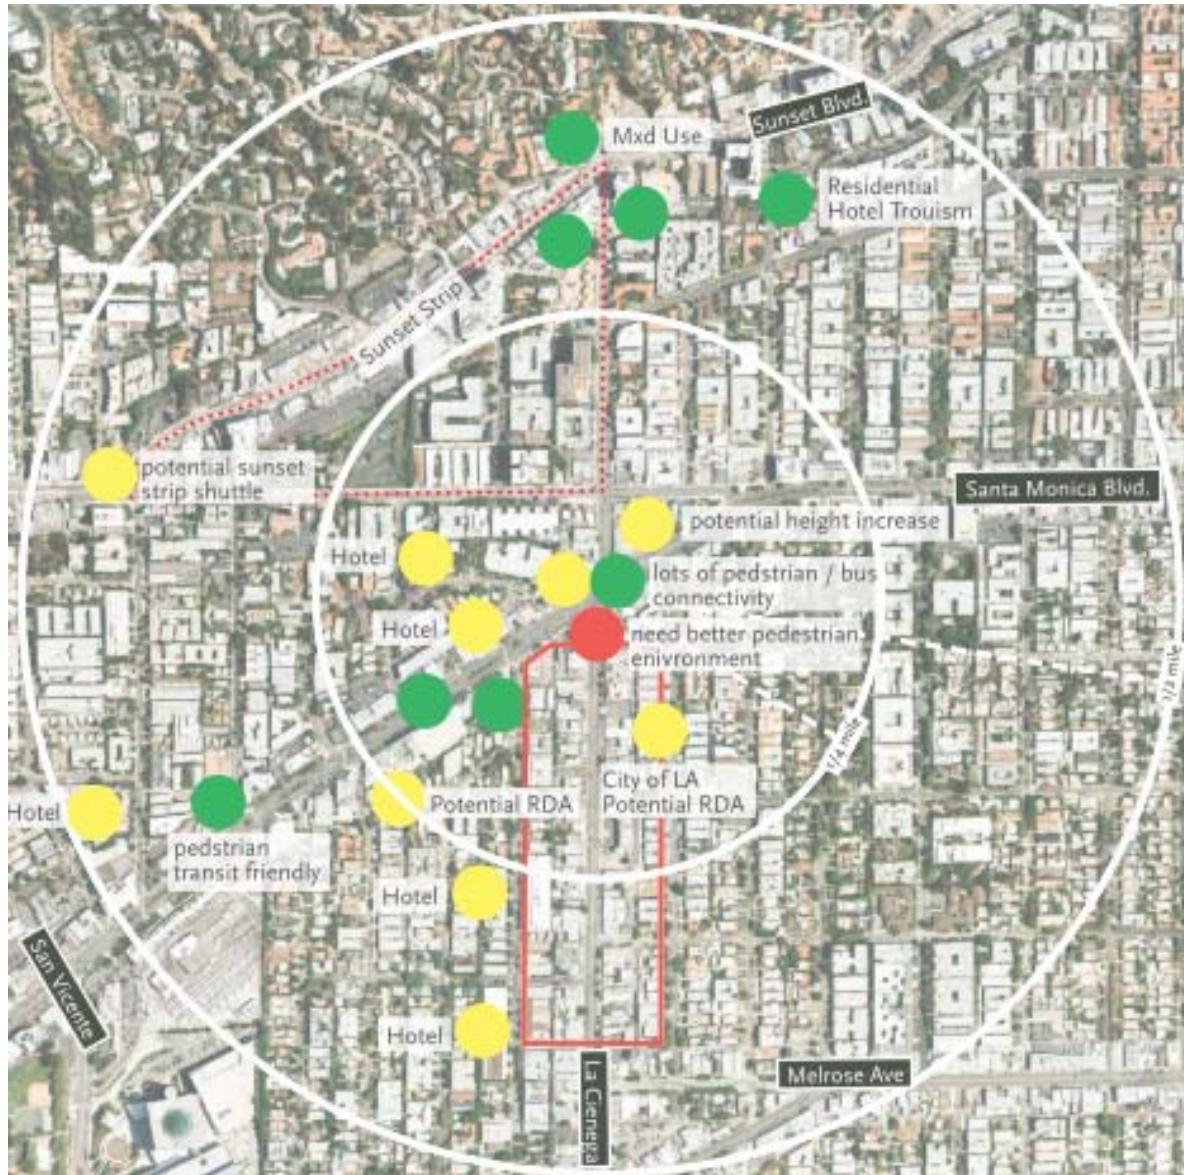 Sunset Blvd.
Mxd Use
Residential
Hotel Trouism
Sunset Strip
potential sunset
strip shuttle
Santa Monica Blvd.
potential height increase
Hotel
lots of pedstrian / bus
connectivity
Hotel
need better pedestrian
enivronment
1/2 mile
1/4 mile
City of LA
Potential RDA
Potential RDA
Hotel
pedstrian
transit friendly
Hotel
San Vicente
Hotel
La Cienega
Melrose Ave